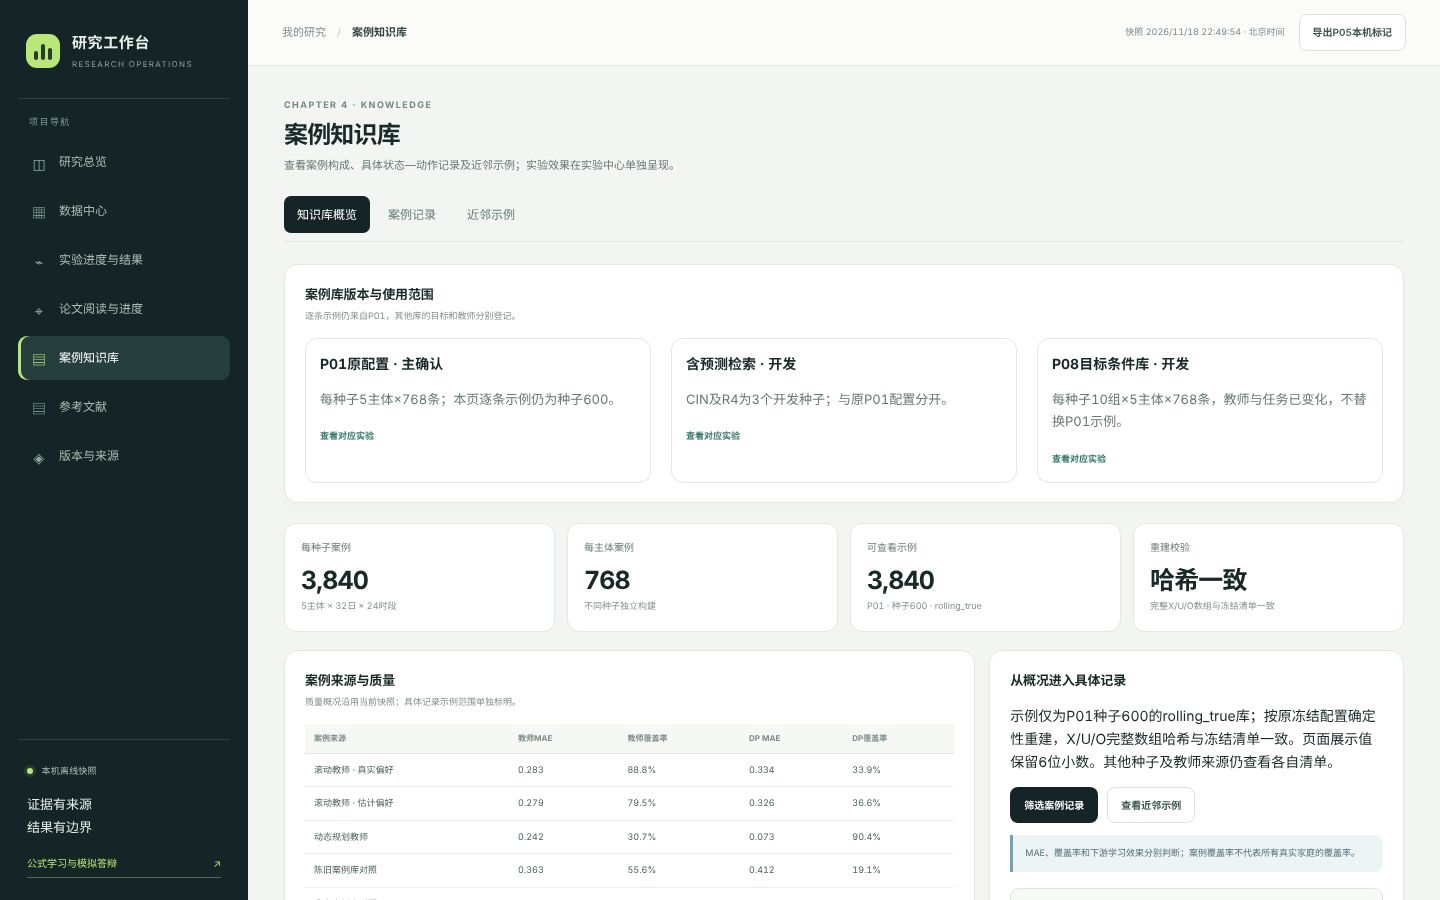 研究工作台
RESEARCH OPERATIONS
项目导航
研究总览
数据中心
实验进度与结果
论文阅读与进度
案例知识库
参考文献
版本与来源
本机离线快照
证据有来源
结果有边界
公式学习与模拟答辩 ↗
我的研究 / 案例知识库
快照 2026/11/18 22:49:54 · 北京时间
导出P05本机标记
CHAPTER 4 · KNOWLEDGE
案例知识库
查看案例构成、具体状态—动作记录及近邻示例；实验效果在实验中心单独呈现。
知识库概览 案例记录 近邻示例
案例库版本与使用范围
逐条示例仍来自P01，其他库的目标和教师分别登记。
P01原配置 · 主确认
每种子5主体×768条；本页逐条示例仍为种子600。
查看对应实验
含预测检索 · 开发
CIN及R4为3个开发种子；与原P01配置分开。
查看对应实验
P08目标条件库 · 开发
每种子10组×5主体×768条，教师与任务已变化，不替
换P01示例。
查看对应实验
每种子案例
3,840
5主体 × 32日 × 24时段
每主体案例
768
不同种子独立构建
可查看示例
3,840
P01 · 种子600 · rolling_true
重建校验
哈希一致
完整X/U/O数组与冻结清单一致
案例来源与质量
质量概况沿用当前快照；具体记录示例范围单独标明。
案例来源 教师MAE 教师覆盖率 DP MAE DP覆盖率
滚动教师 · 真实偏好 0.283 88.8% 0.334 33.9%
滚动教师 · 估计偏好 0.279 79.5% 0.326 36.6%
动态规划教师 0.242 30.7% 0.073 90.4%
陈旧案例库对照 0.363 55.6% 0.412 19.1%
从概况进入具体记录
示例仅为P01种子600的rolling_true库；按原冻结配置确定
性重建，X/U/O完整数组哈希与冻结清单一致。页面展示值
保留6位小数。其他种子及教师来源仍查看各自清单。
筛选案例记录 查看近邻示例
MAE、覆盖率和下游学习效果分别判断；案例覆盖率不代表所有真实家庭的覆盖率。